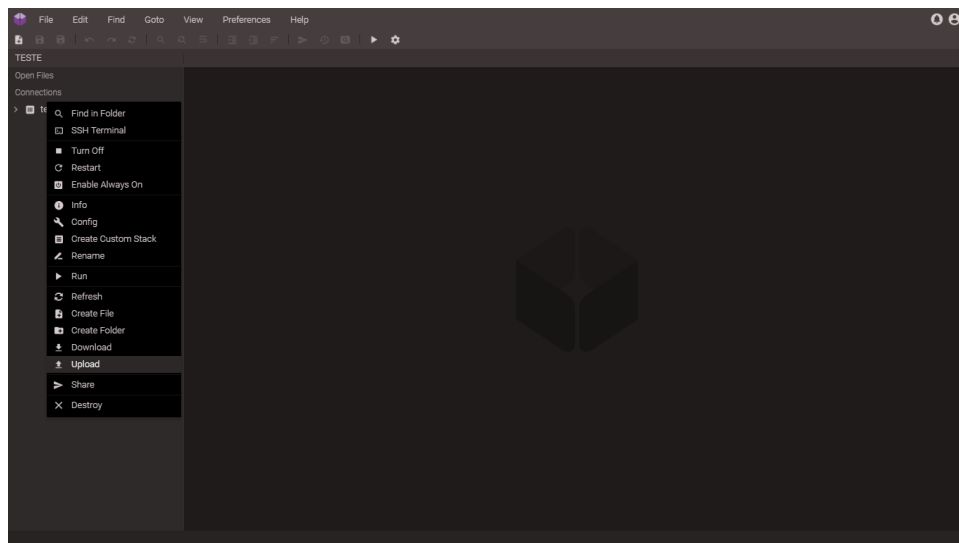 File Edit Find Goto View Preferences Help
TESTE
Open Files
Connections
te
Find in Folder
SSH Terminal
Turn Off
Restart
Enable Always On
Info
Config
Create Custom Stack
Rename
Run
Refresh
Create File
Create Folder
Download
Upload
Share
Destroy